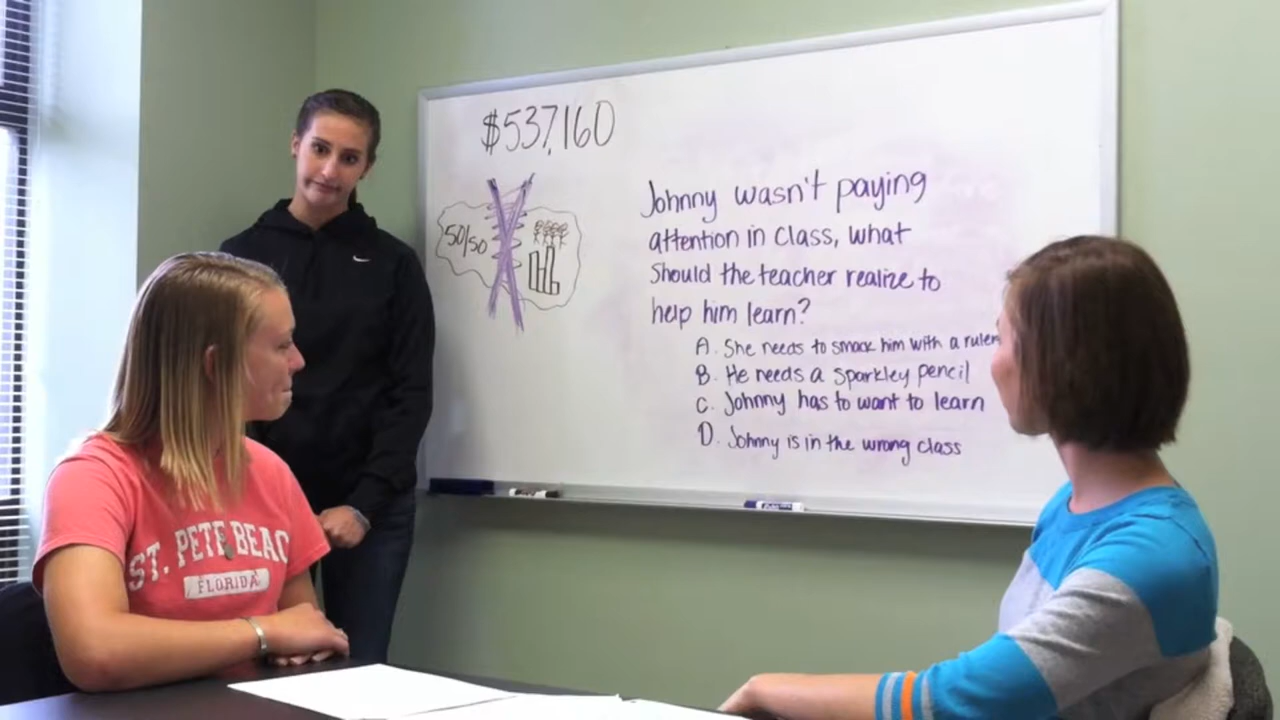 $537,160
50/50
Johnny wasn't paying
attention in class, what
should the teacher realize to
help him learn?
A. She needs to smack him with a ruler
B. He needs a sparkley pencil
C. Johnny has to want to learn
D. Johnny is in the wrong class
ST. PETE BEAC
FLORIDA